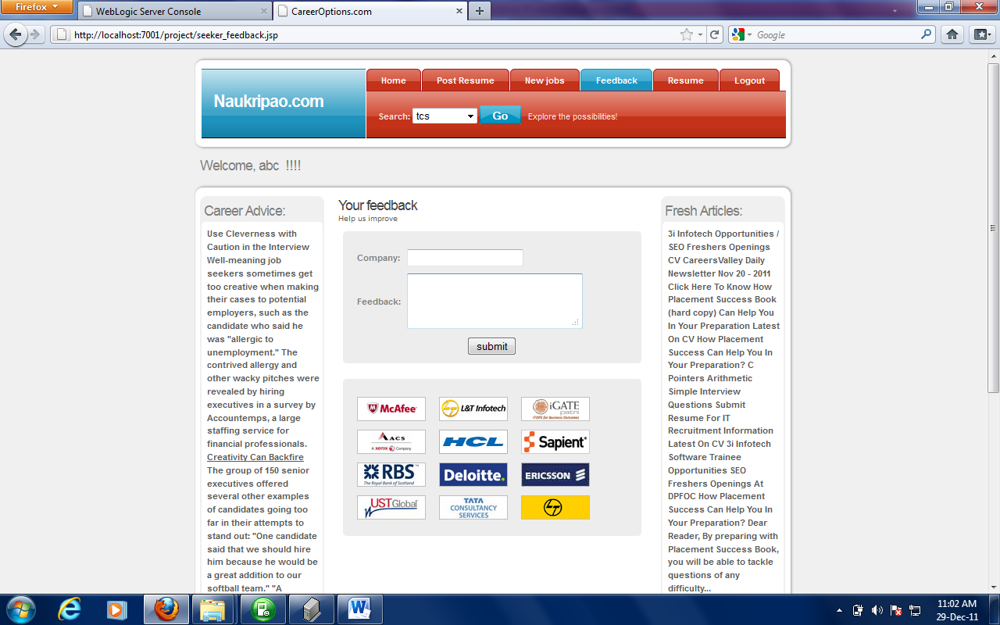 Firefox
WebLogic Server Console
CareerOptions.com
http://localhost:7001/project/seeker_feedback.jsp
Google
Naukripao.com
Home
Post Resume
New jobs
Feedback
Resume
Logout
Search: tcs Go Explore the possibilities!
Welcome, abc !!!!
Career Advice:
Use Cleverness with
Caution in the Interview
Well-meaning job
seekers sometimes get
too creative when making
their cases to potential
employers, such as the
candidate who said he
was "allergic to
unemployment." The
contrived allergy and
other wacky pitches were
revealed by hiring
executives in a survey by
Accountemps, a large
staffing service for
financial professionals.
Creativity Can Backfire
The group of 150 senior
executives offered
several other examples
of candidates going too
far in their attempts to
stand out: "One candidate
said that we should hire
him because he would be
a great addition to our
softball team." "A
Your feedback
Help us improve
Company:
Feedback:
submit
McAfee
L&T Infotech
iGATE
patni
iTOPS for Business Outcomes
ACS
A xerox Company
HCL
Sapient
RBS
The Royal Bank of Scotland
Deloitte.
ERICSSON
UST Global
TATA
CONSULTANCY
SERVICES
Fresh Articles:
3i Infotech Opportunities /
SEO Freshers Openings
CV CareersValley Daily
Newsletter Nov 20 - 2011
Click Here To Know How
Placement Success Book
(hard copy) Can Help You
In Your Preparation Latest
On CV How Placement
Success Can Help You In
Your Preparation? C
Pointers Arithmetic
Simple Interview
Questions Submit
Resume For IT
Recruitment Information
Latest On CV 3i Infotech
Software Trainee
Opportunities SEO
Freshers Openings At
DPFOC How Placement
Success Can Help You In
Your Preparation? Dear
Reader, By preparing with
Placement Success Book,
you will be able to tackle
questions of any
difficulty...
11:02 AM
29-Dec-11